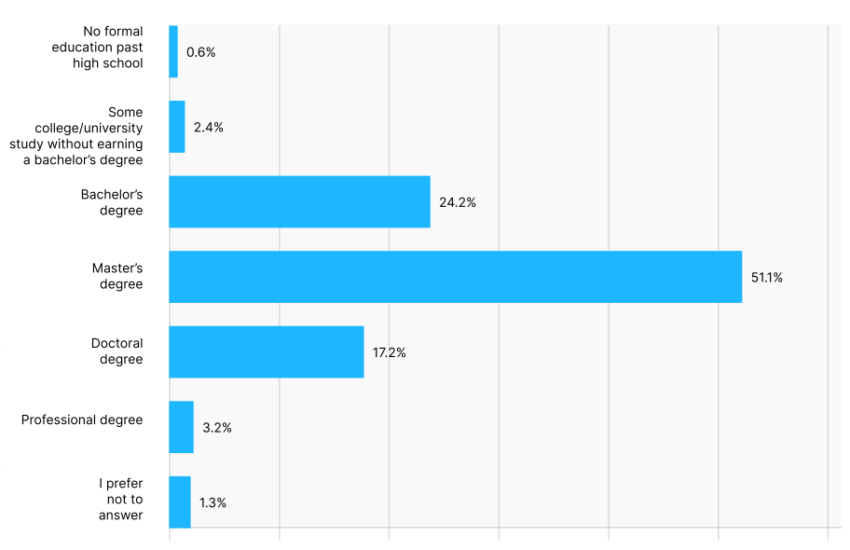 No formal
education past
high school
0.6%
Some
college/university
study without earning
a bachelor’s degree
2.4%
Bachelor’s
degree
24.2%
Master’s
degree
51.1%
Doctoral
degree
17.2%
Professional degree
3.2%
I prefer
not to
answer
1.3%